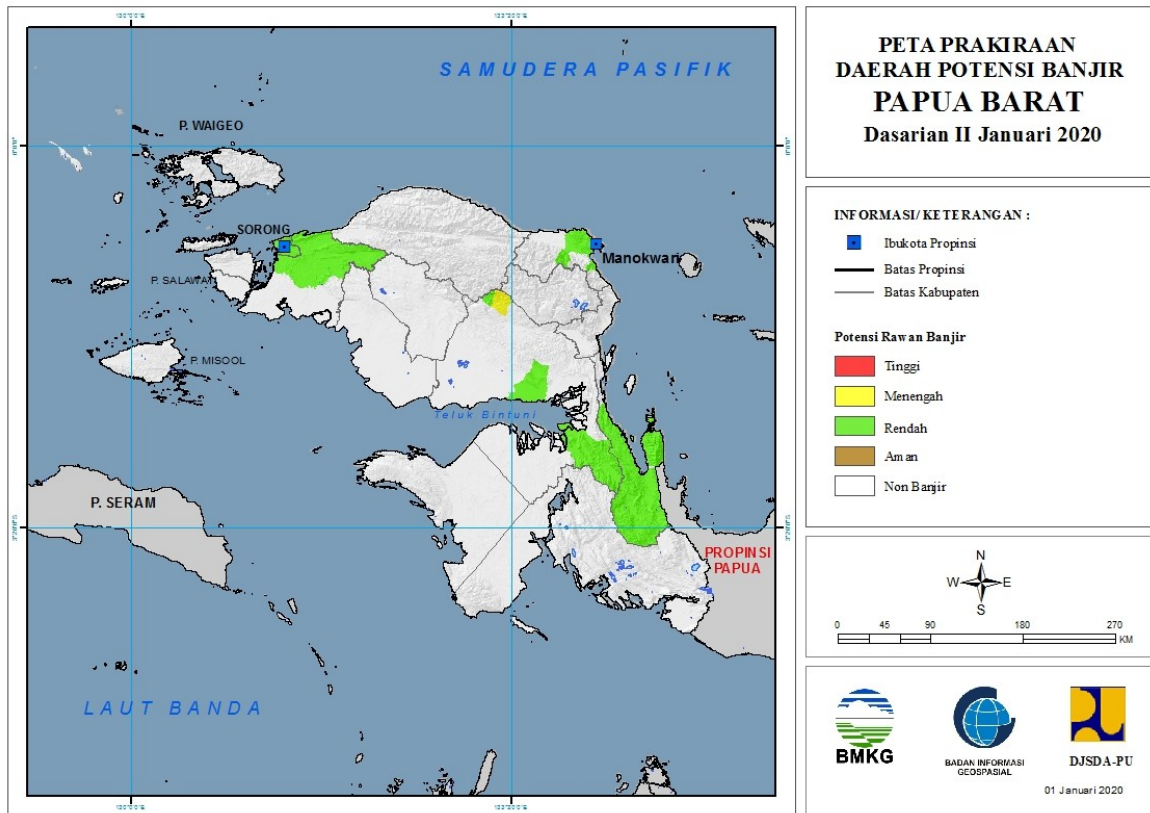 PETA PRAKIRAAN
DAERAH POTENSI BANJIR
PAPUA BARAT
Dasarian II Januari 2020
SAMUDERA PASIFIK
P. WAIGEO
SORONG
Manokwari
P. SALAWATI
P. MISOOL
Teluk Bintuni
P. SERAM
PROPINSI
PAPUA
LAUT BANDA
INFORMASI/ KETERANGAN :
Ibukota Propinsi
Batas Propinsi
Batas Kabupaten
Potensi Rawan Banjir
Tinggi
Menengah
Rendah
Aman
Non Banjir
N
W E
S
0 45 90 180 270
KM
BMKG
BADAN INFORMASI
GEOSPASIAL
DJSDA-PU
01 Januari 2020